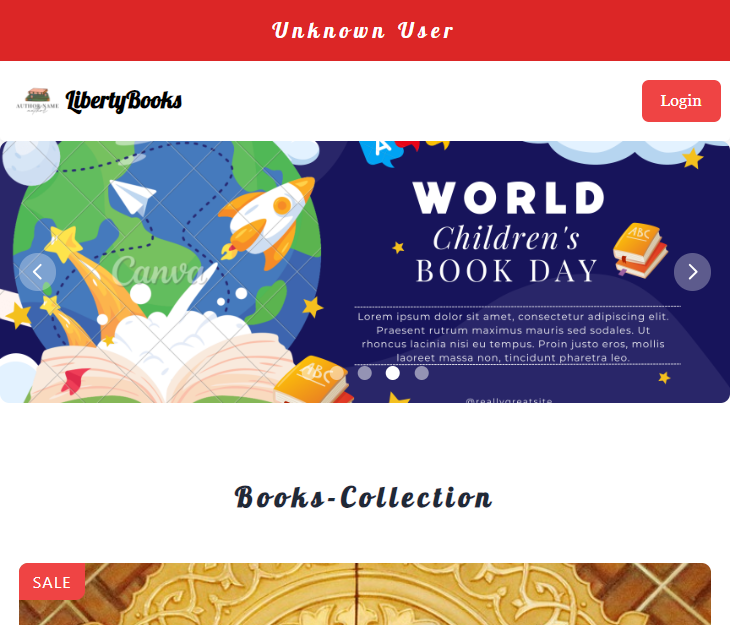 Unknown User
AUTHOR NAME
LibertyBooks
Login
A
WORLD
Children's
BOOK DAY
ABC
Canva
Lorem ipsum dolor sit amet, consectetur adipiscing elit.
Praesent rutrum maximus mauris sed sodales. Ut
rhoncus lacinia nisi eu tempus. Proin justo eros, mollis
laoreet massa non, tincidunt pharetra leo.
ABC
@reallygreatsite
Books-Collection
SALE